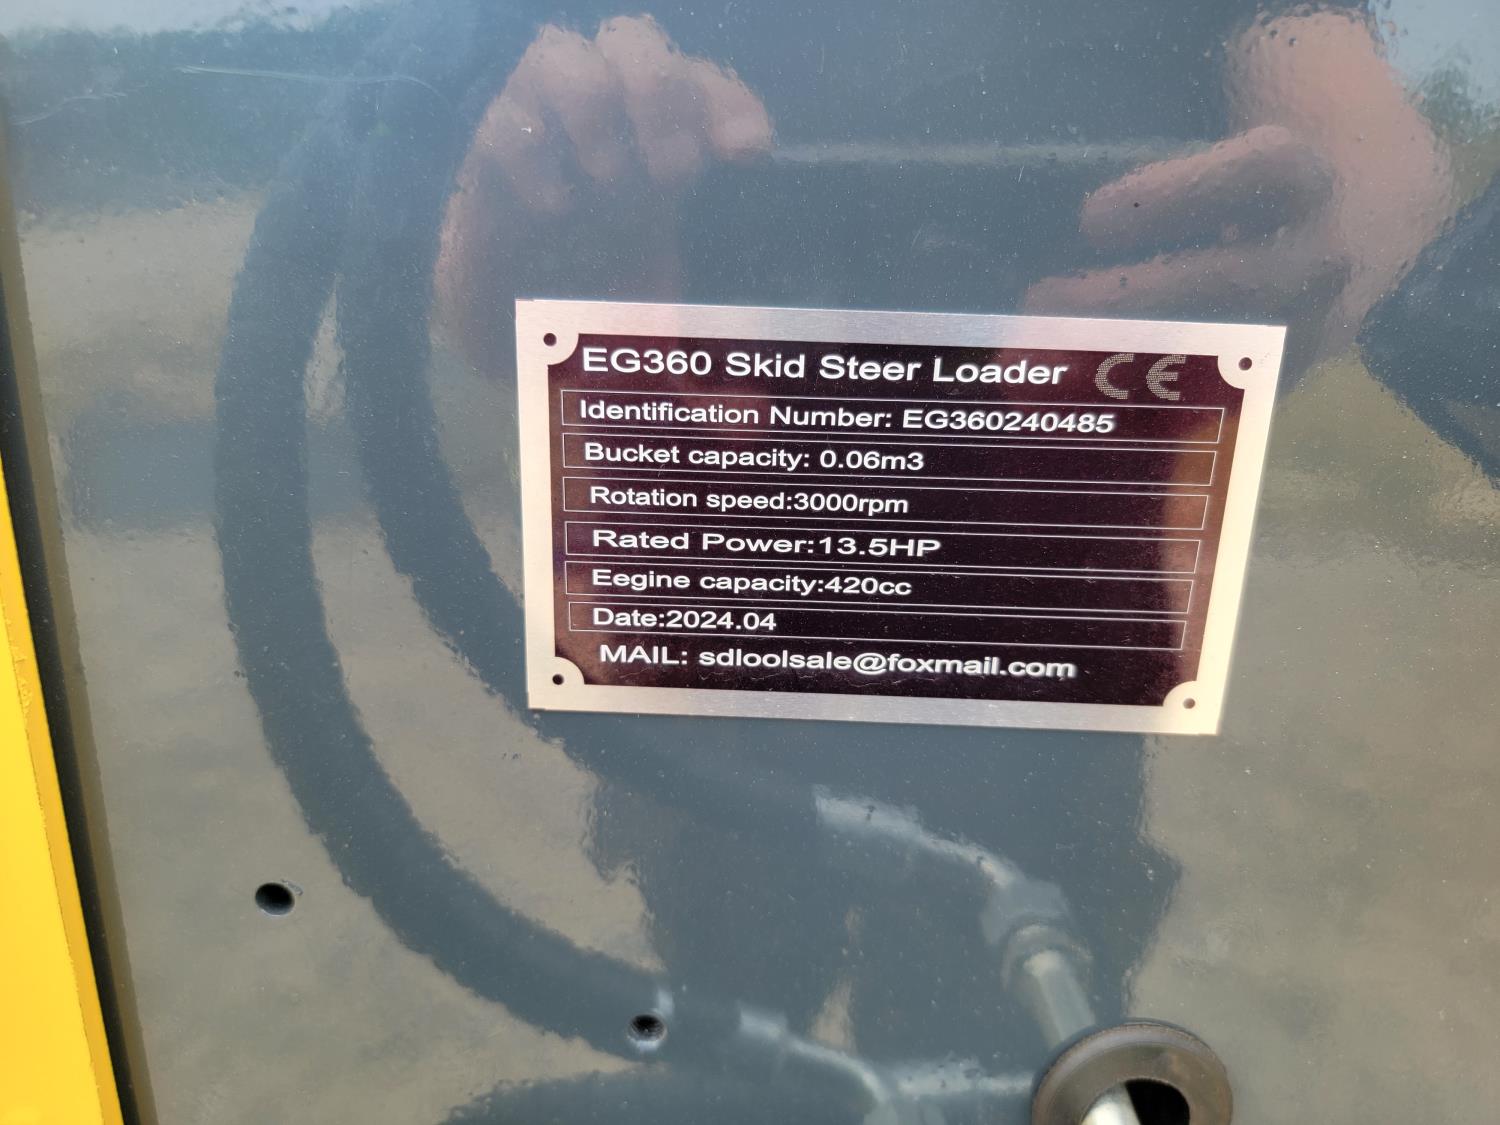 EG360 Skid Steer Loader CE
Identification Number: EG360240485
Bucket capacity: 0.06m3
Rotation speed:3000rpm
Rated Power:13.5HP
Eegine capacity:420cc
Date:2024.04
MAIL: sdloolsale@foxmail.com